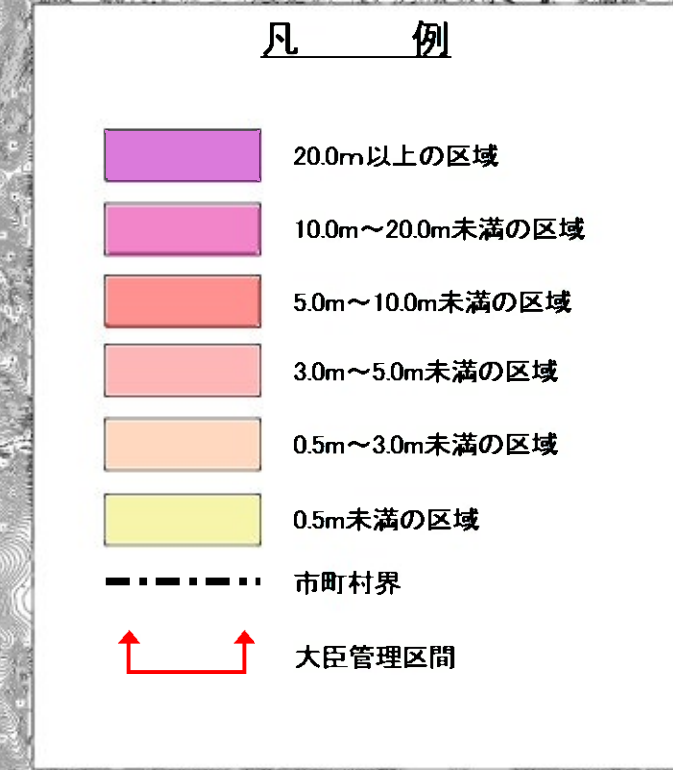 凡　例
20.0m以上の区域
10.0m～20.0m未満の区域
5.0m～10.0m未満の区域
3.0m～5.0m未満の区域
0.5m～3.0m未満の区域
0.5m未満の区域
市町村界
大臣管理区間